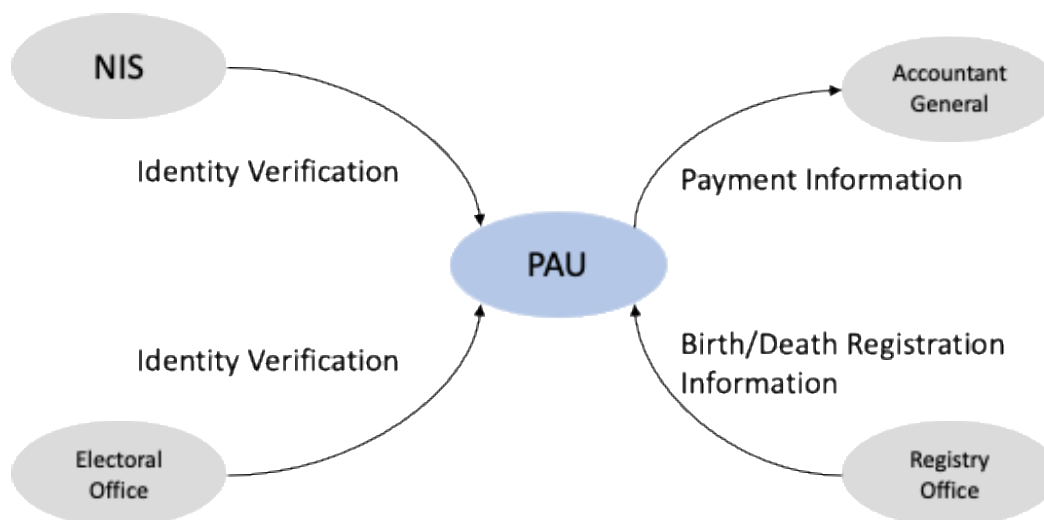 NIS
Accountant
General
Identity Verification
Payment Information
PAU
Identity Verification
Birth/Death Registration
Information
Electoral
Office
Registry
Office